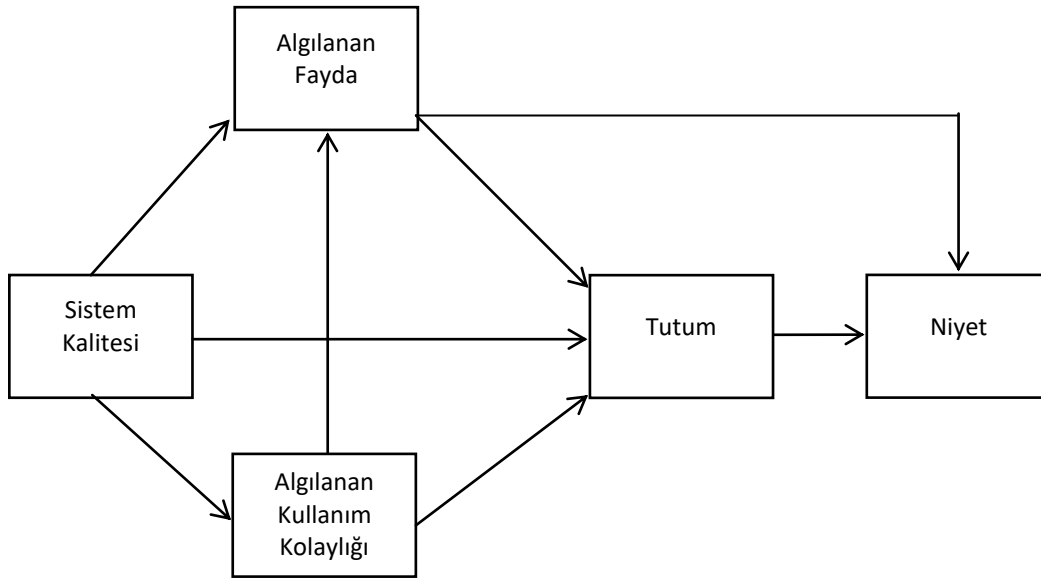 Algılanan
Fayda
Sistem
Kalitesi
Tutum
Niyet
Algılanan
Kullanım
Kolaylığı